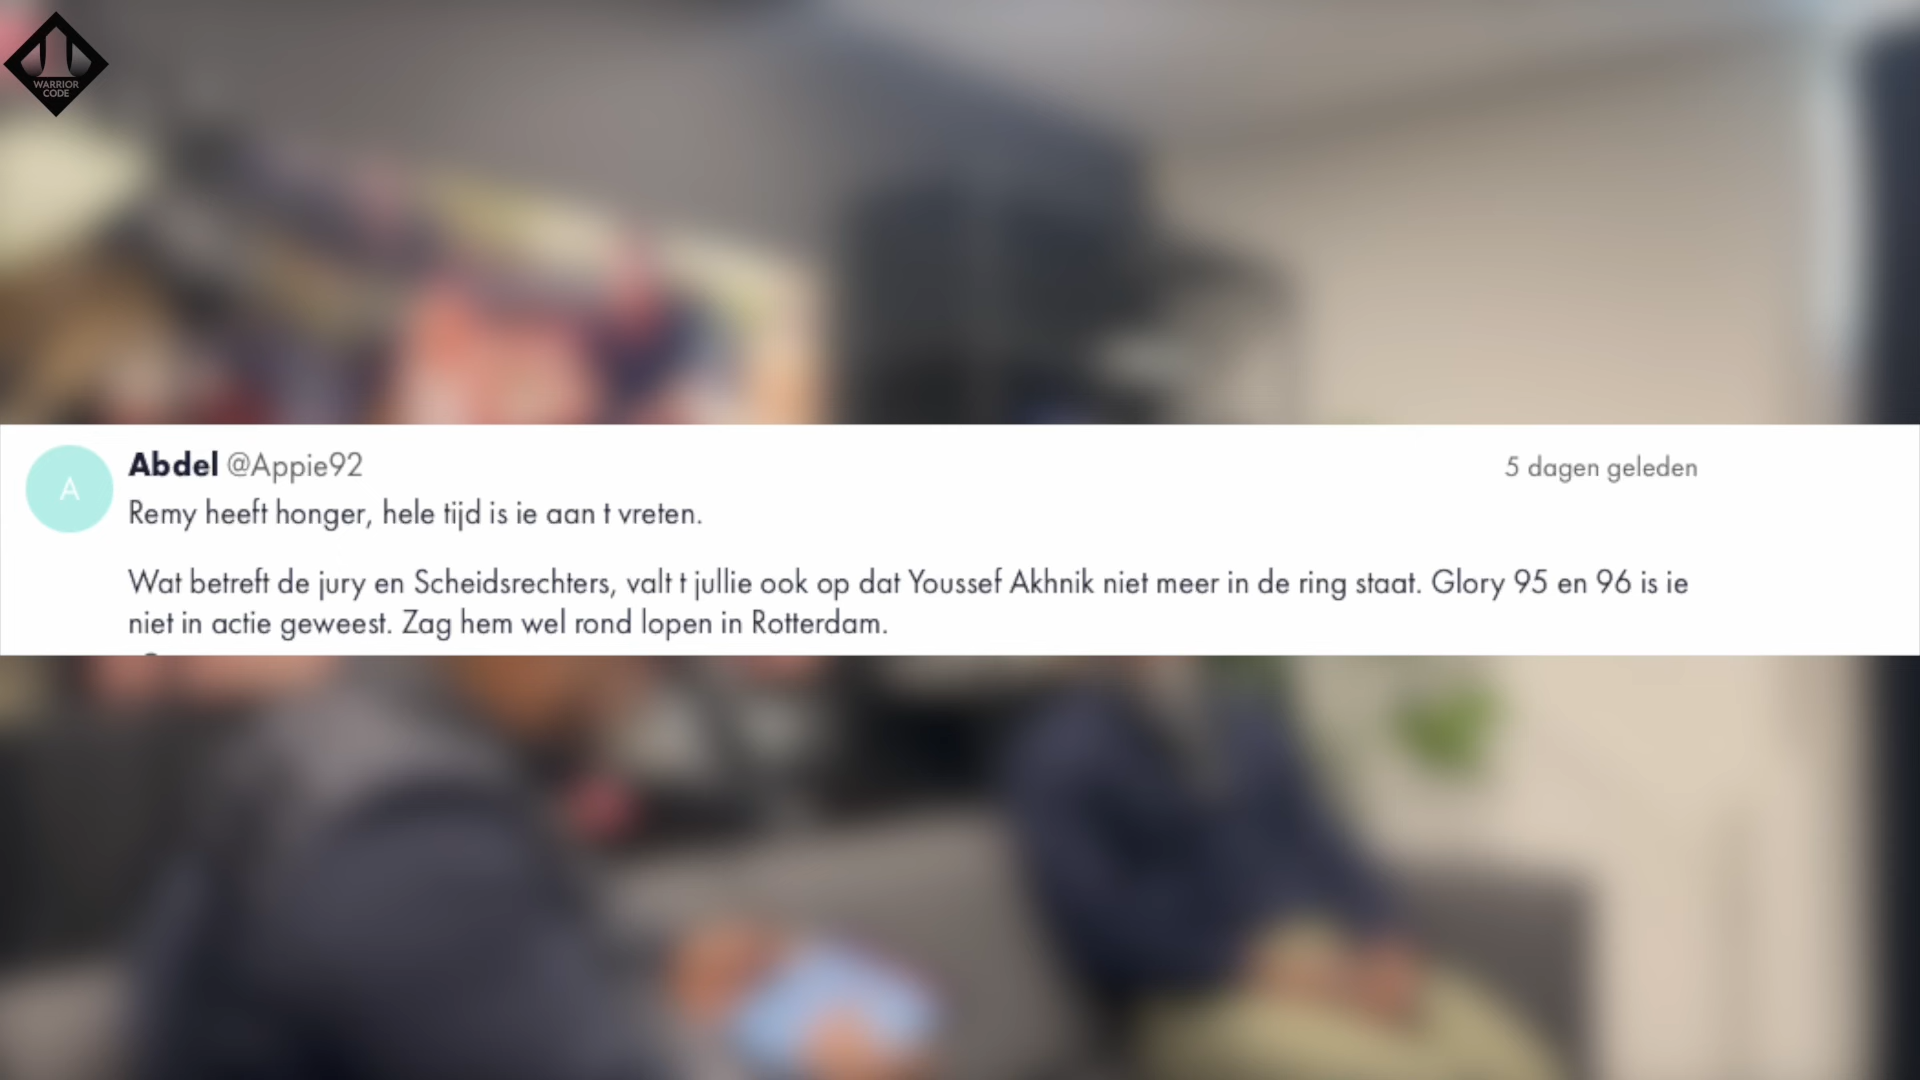 WARRIOR
CODE
A
Abdel @Appie92
5 dagen geleden
Remy heeft honger, hele tijd is ie aan t vreten.
Wat betreft de jury en Scheidsrechters, valt t jullie ook op dat Youssef Akhnik niet meer in de ring staat. Glory 95 en 96 is ie
niet in actie geweest. Zag hem wel rond lopen in Rotterdam.